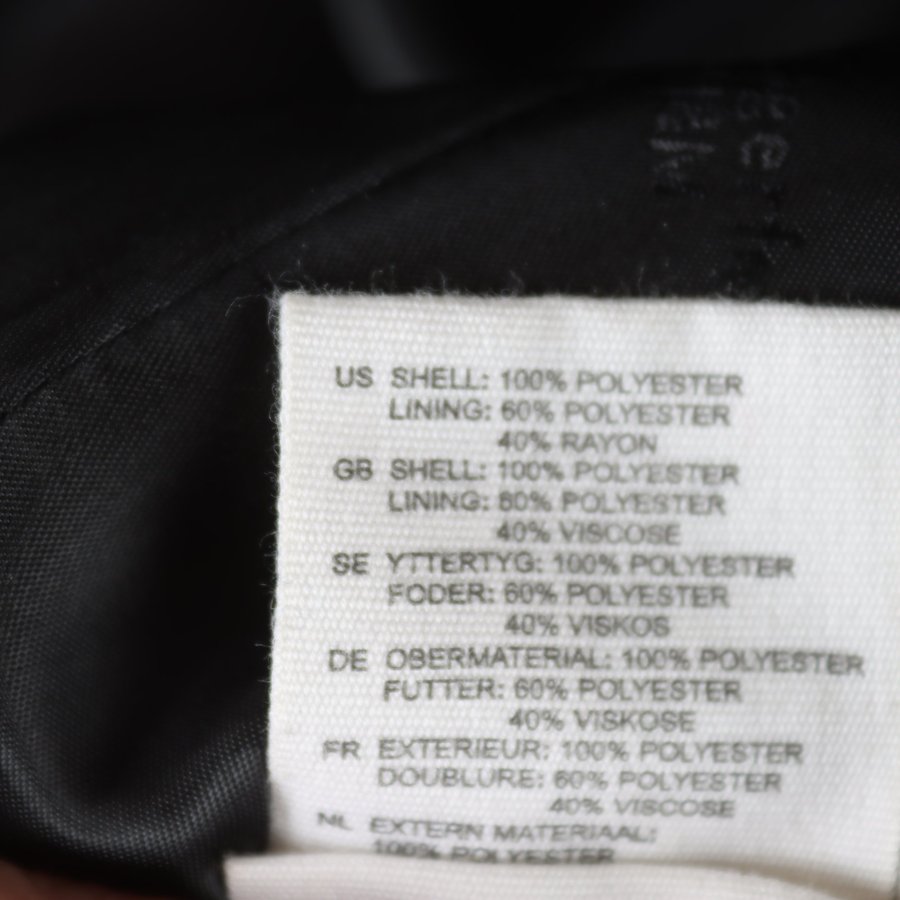 US SHELL: 100% POLYESTER
LINING: 60% POLYESTER
40% RAYON
GB SHELL: 100% POLYESTER
LINING: 60% POLYESTER
40% VISCOSE
SE YTTERTYG: 100% POLYESTER
FODER: 60% POLYESTER
40% VISKOS
DE OBERMATERIAL: 100% POLYESTER
FUTTER: 60% POLYESTER
40% VISKOSE
FR EXTERIEUR: 100% POLYESTER
DOUBLURE: 60% POLYESTER
40% VISCOSE
NL EXTERN MATERIAAL:
100% POLYESTER